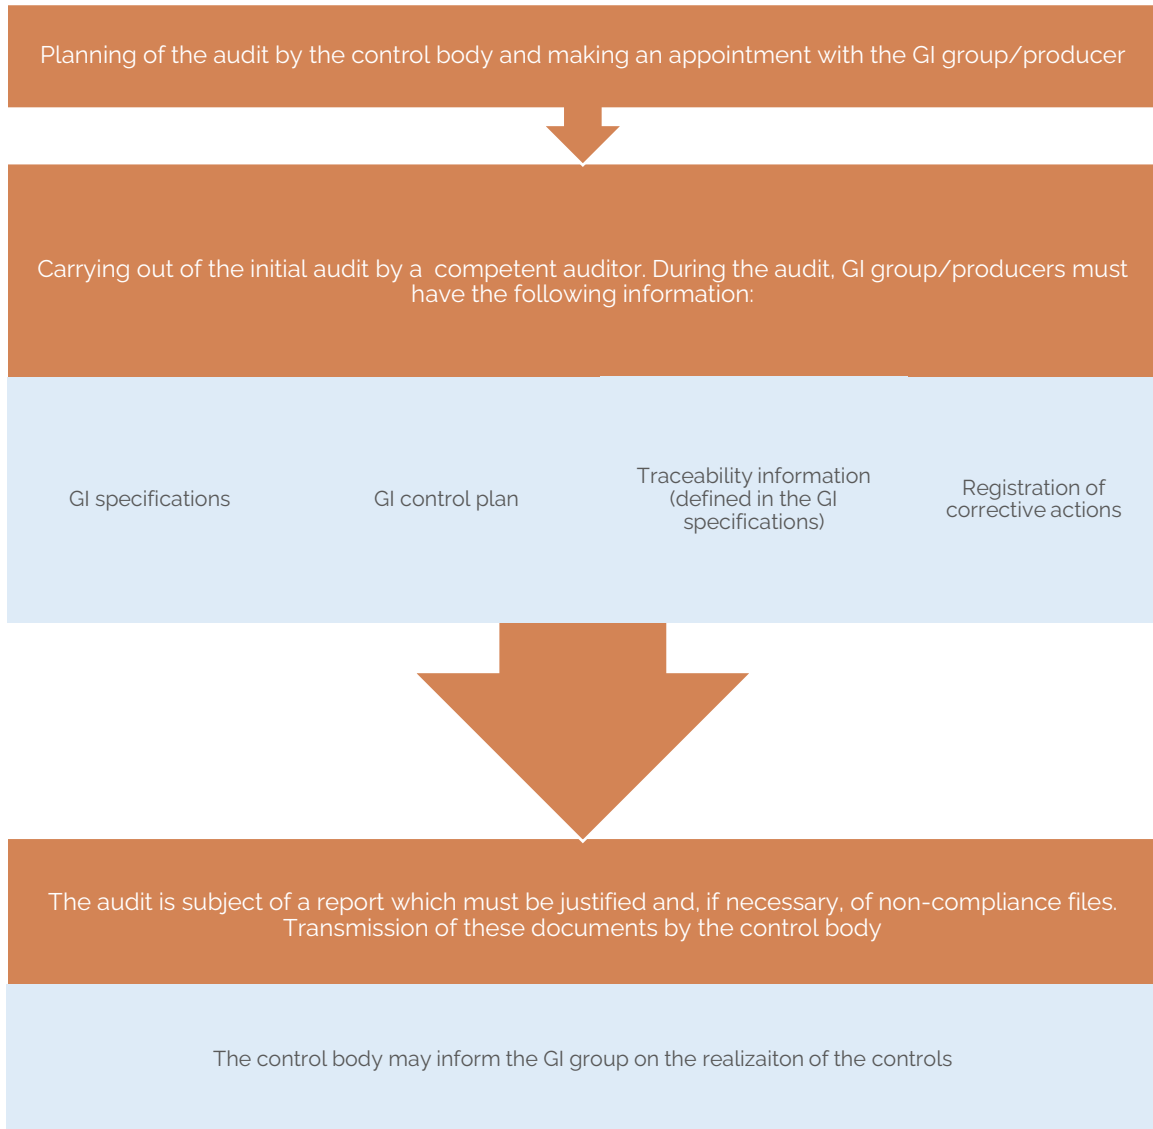 Planning of the audit by the control body and making an appointment with the GI group/producer
Carrying out of the initial audit by a  competent auditor. During the audit, GI group/producers must
have the following information:
GI specifications
GI control plan
Traceability information
(defined in the GI
specifications)
Registration of
corrective actions
The audit is subject of a report which must be justified and, if necessary, of non-compliance files.
Transmission of these documents by the control body
The control body may inform the GI group on the realizaiton of the controls